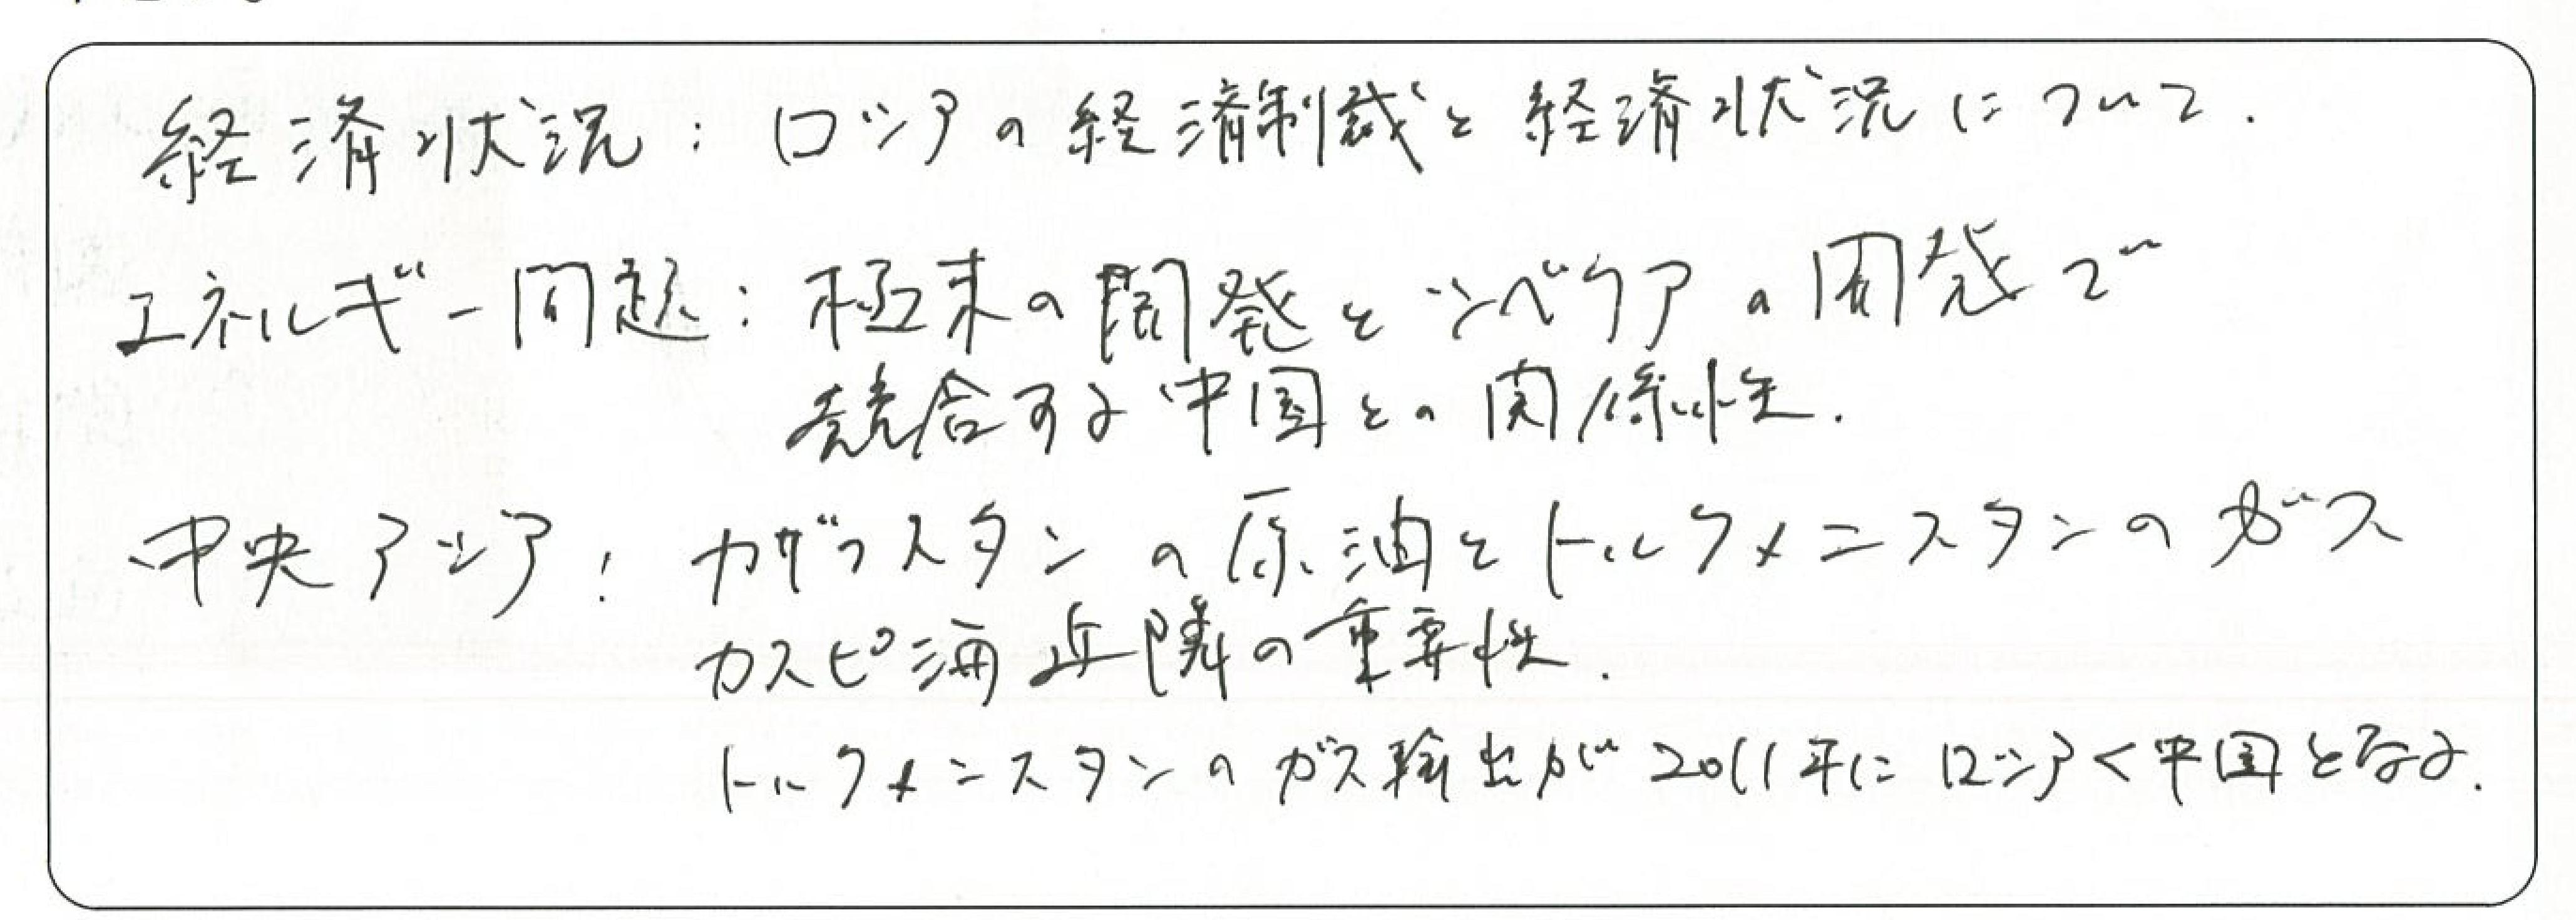 経済状況：ロシアの経済制裁と経済状況について．
エネルギー問題：極東の開発とシベリアの開発で
競合する中国との関係性．
中央アジア：カザフスタンの原油とトルクメニスタンのガス
カスピ海近隣の重要性．
トルクメニスタンのガス輸出が2011年にロシア＜中国となる．